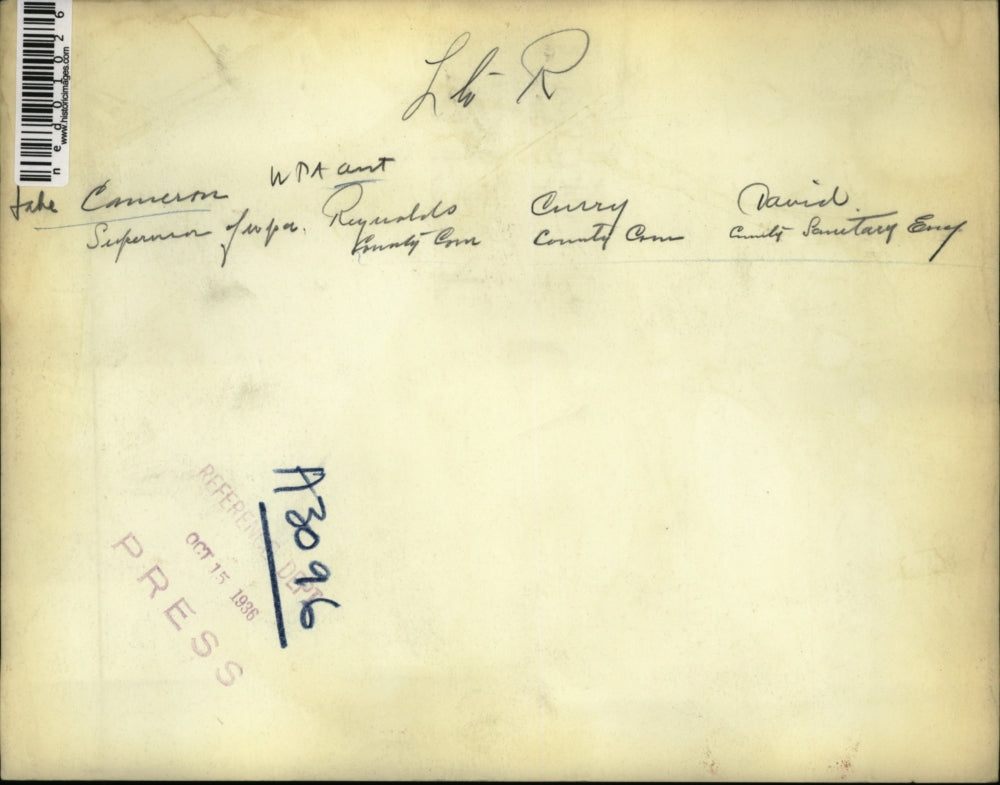 L to R
WPA
Jake Cameron Reynolds Curry David.
Supervisor of wpa. County Com County Com County Sanitary Eng
A3096
REFERENCE DEPT
OCT 15 1936
PRESS
ned01026
www.historicimages.com